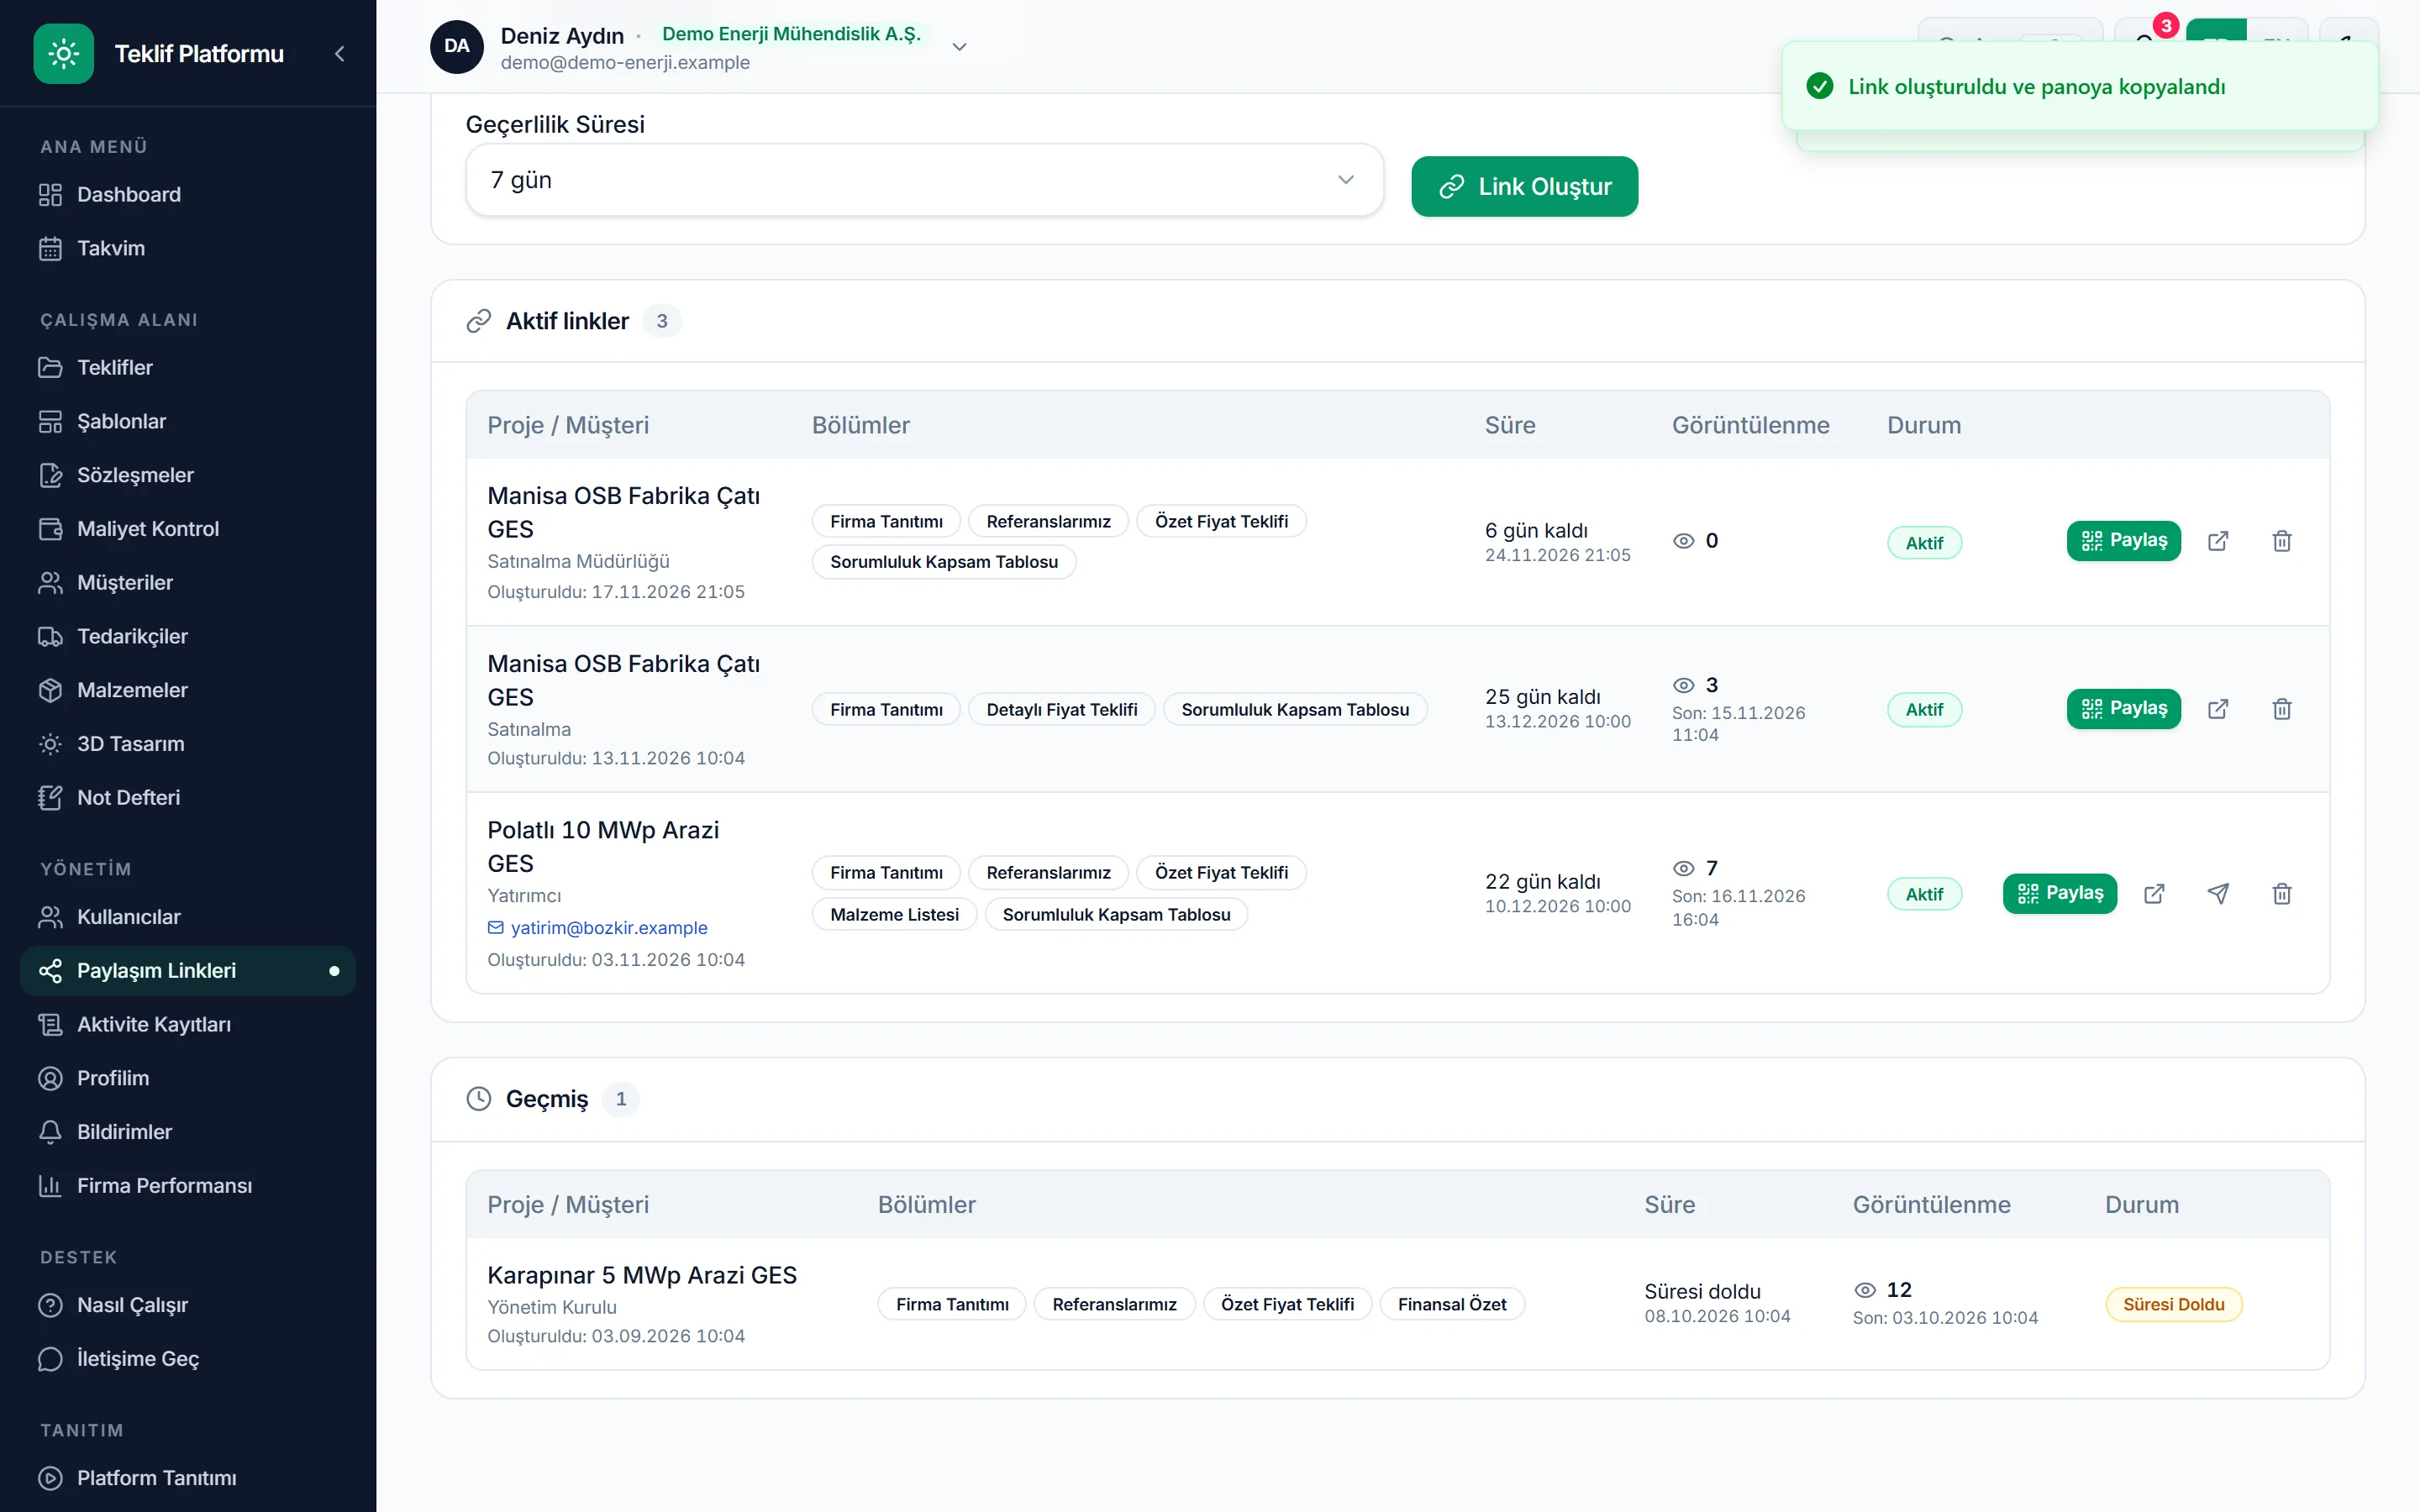 Teklif Platformu
ANA MENÜ
Dashboard
Takvim
ÇALIŞMA ALANI
Teklifler
Şablonlar
Sözleşmeler
Maliyet Kontrol
Müşteriler
Tedarikçiler
Malzemeler
3D Tasarım
Not Defteri
YÖNETİM
Kullanıcılar
Paylaşım Linkleri
Aktivite Kayıtları
Profilim
Bildirimler
Firma Performansı
DESTEK
Nasıl Çalışır
İletişime Geç
TANITIM
Platform Tanıtımı
DA
Deniz Aydın · Demo Enerji Mühendislik A.Ş.
demo@demo-enerji.example
3
Link oluşturuldu ve panoya kopyalandı
Geçerlilik Süresi
7 gün
Link Oluştur
Aktif linkler 3
Proje / Müşteri Bölümler Süre Görüntülenme Durum
Manisa OSB Fabrika Çatı
GES
Satınalma Müdürlüğü
Oluşturuldu: 17.11.2026 21:05
Firma Tanıtımı Referanslarımız Özet Fiyat Teklifi
Sorumluluk Kapsam Tablosu
6 gün kaldı
24.11.2026 21:05
0
Aktif
Paylaş
Manisa OSB Fabrika Çatı
GES
Satınalma
Oluşturuldu: 13.11.2026 10:04
Firma Tanıtımı Detaylı Fiyat Teklifi Sorumluluk Kapsam Tablosu
25 gün kaldı
13.12.2026 10:00
3
Son: 15.11.2026
11:04
Aktif
Paylaş
Polatlı 10 MWp Arazi
GES
Yatırımcı
yatirim@bozkir.example
Oluşturuldu: 03.11.2026 10:04
Firma Tanıtımı Referanslarımız Özet Fiyat Teklifi
Malzeme Listesi Sorumluluk Kapsam Tablosu
22 gün kaldı
10.12.2026 10:00
7
Son: 16.11.2026
16:04
Aktif
Paylaş
Geçmiş 1
Proje / Müşteri Bölümler Süre Görüntülenme Durum
Karapınar 5 MWp Arazi GES
Yönetim Kurulu
Oluşturuldu: 03.09.2026 10:04
Firma Tanıtımı Referanslarımız Özet Fiyat Teklifi Finansal Özet
Süresi doldu
08.10.2026 10:04
12
Son: 03.10.2026 10:04
Süresi Doldu